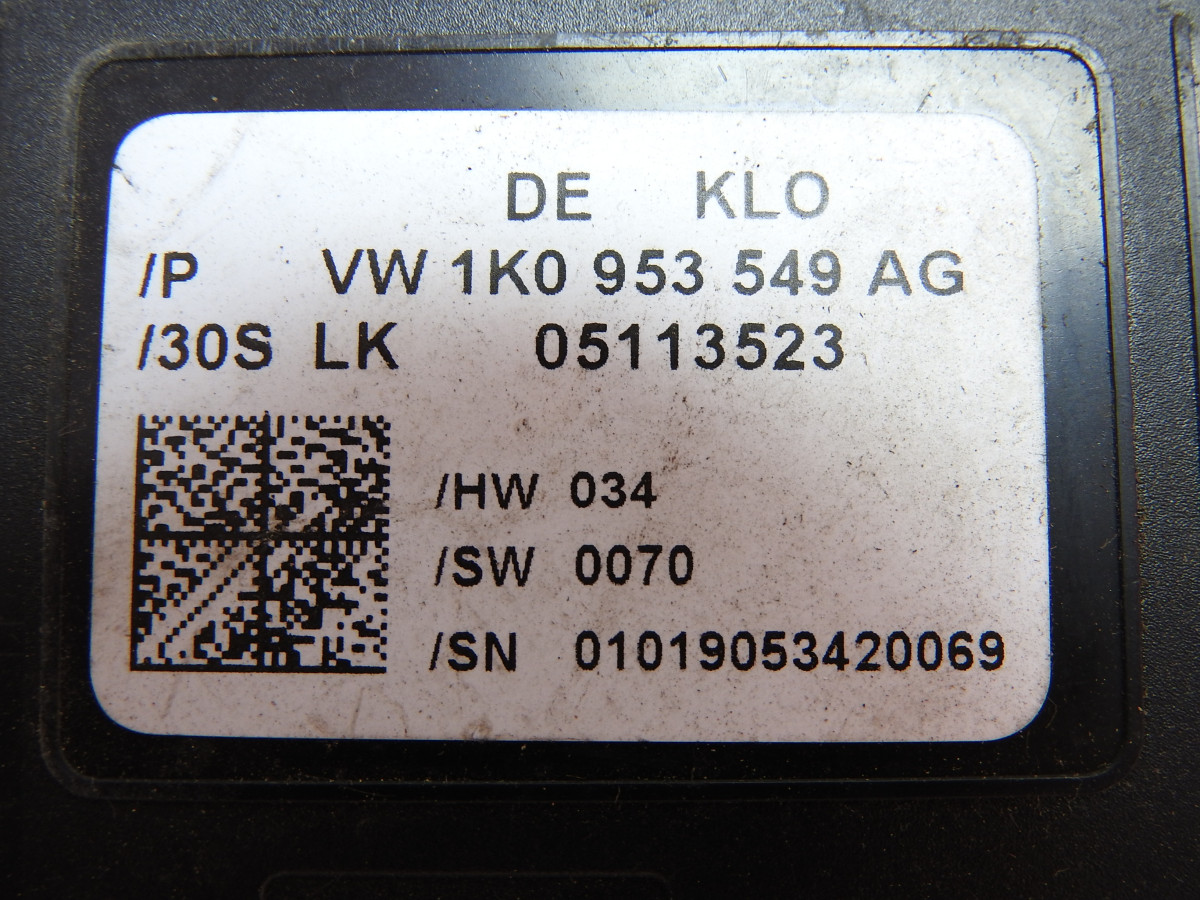 DE KLO
/P VW 1K0 953 549 AG
/30S LK 05113523
/HW 034
/SW 0070
/SN 01019053420069